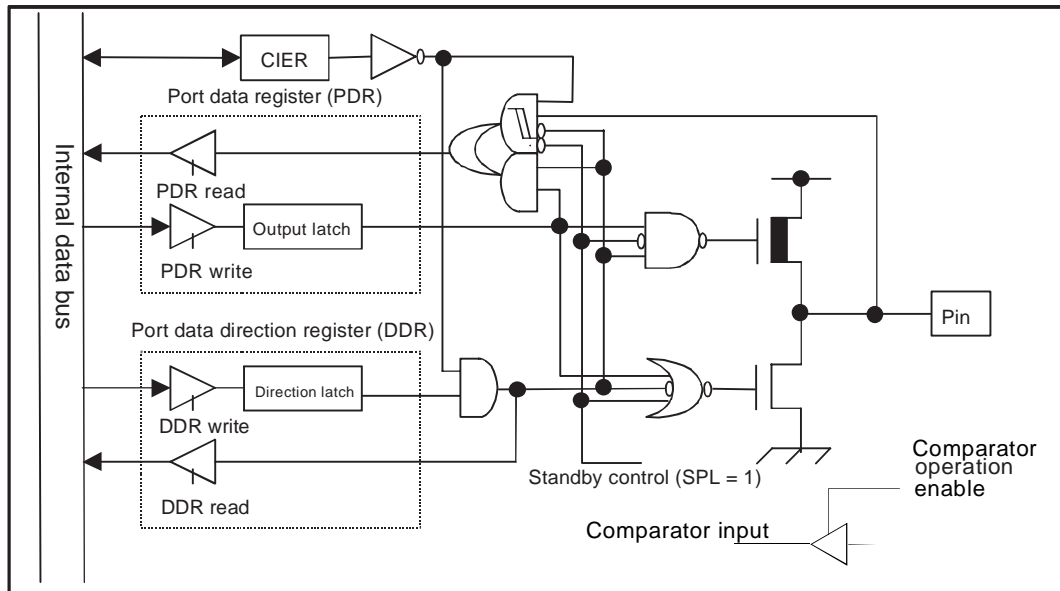 CIER
Port data register (PDR)
Internal data bus
PDR read
Output latch
PDR write
Pin
Port data direction register (DDR)
Direction latch
DDR write
DDR read
Standby control (SPL = 1)
Comparator
operation
enable
Comparator input